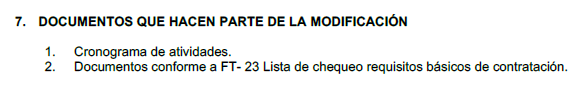 7. DOCUMENTOS QUE HACEN PARTE DE LA MODIFICACIÓN
1. Cronograma de atividades.
2. Documentos conforme a FT- 23 Lista de chequeo requisitos básicos de contratación.